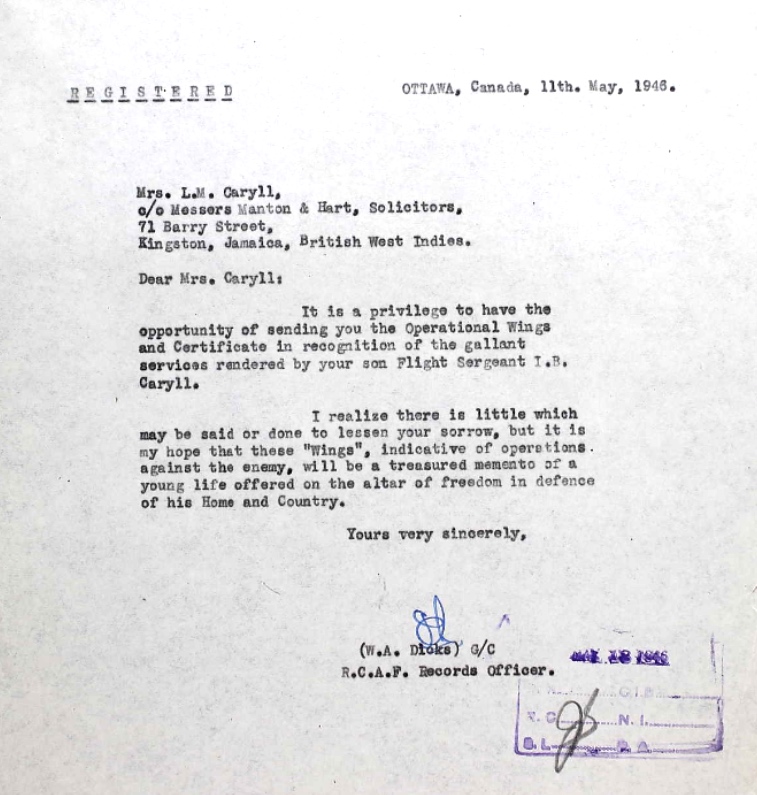 REGISTERED
OTTAWA, Canada, 11th. May, 1946.
Mrs. L.M. Caryll,
c/o Messers Manton & Hart, Solicitors,
71 Barry Street,
Kingston, Jamaica, British West Indies.
Dear Mrs. Caryll:
It is a privilege to have the
opportunity of sending you the Operational Wings
and Certificate in recognition of the gallant
services rendered by your son Flight Sergeant I.B.
Caryll.
I realize there is little which
may be said or done to lessen your sorrow, but it is
my hope that these "Wings", indicative of operations
against the enemy, will be a treasured memento of a
young life offered on the altar of freedom in defence
of his Home and Country.
Yours very sincerely,
(W.A. Dicks) G/C
R.C.A.F. Records Officer.
1946
N. I.